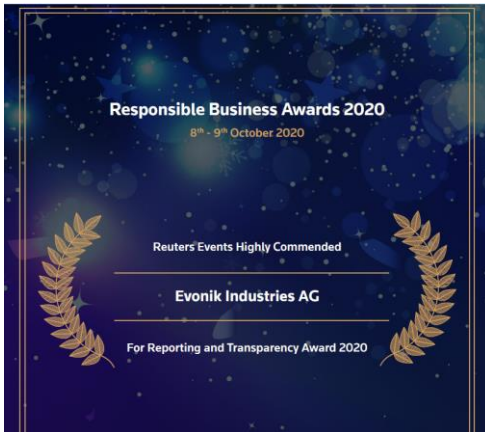 Responsible Business Awards 2020
8th - 9th October 2020
Reuters Events Highly Commended
Evonik Industries AG
For Reporting and Transparency Award 2020